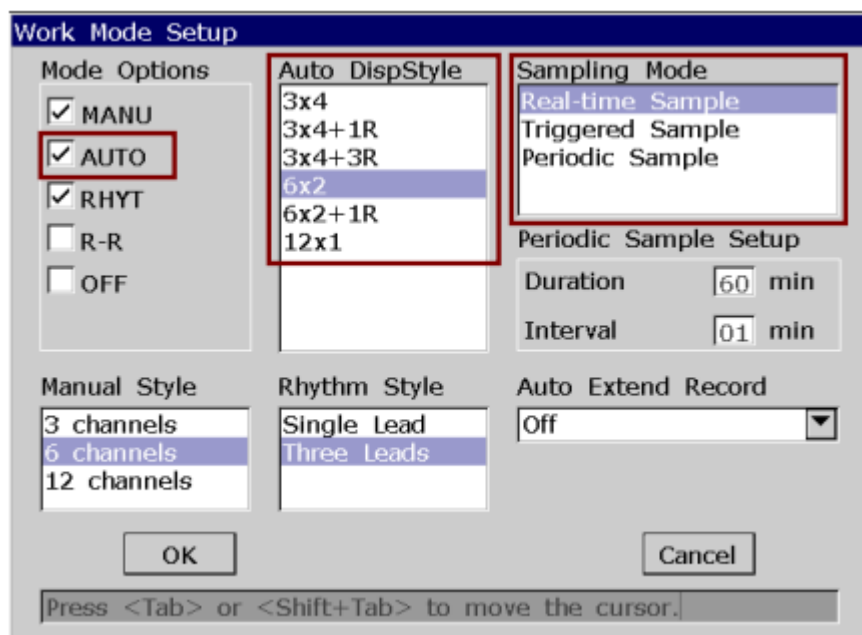 Work Mode Setup
Mode Options
MANU
AUTO
RHYT
R-R
OFF
Auto DispStyle
3x4
3x4+1R
3x4+3R
6x2
6x2+1R
12x1
Sampling Mode
Real-time Sample
Triggered Sample
Periodic Sample
Periodic Sample Setup
Duration 60 min
Interval 01 min
Manual Style
3 channels
6 channels
12 channels
Rhythm Style
Single Lead
Three Leads
Auto Extend Record
Off
OK
Cancel
Press <Tab> or <Shift+Tab> to move the cursor.